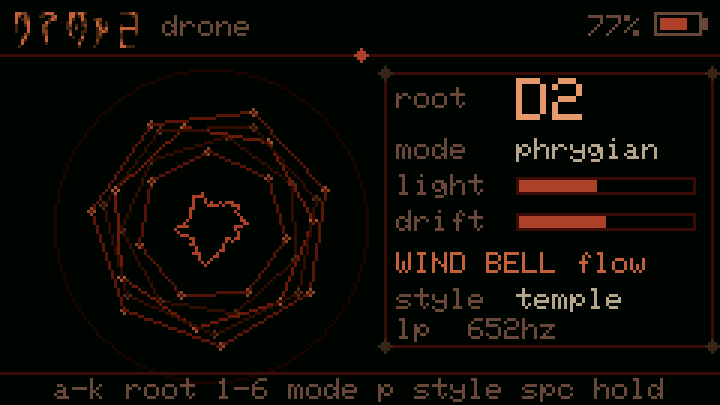 drone 77%
root D2
mode phrygian
light
drift
WIND BELL flow
style temple
lp 652hz
a-k root 1-6 mode p style spc hold